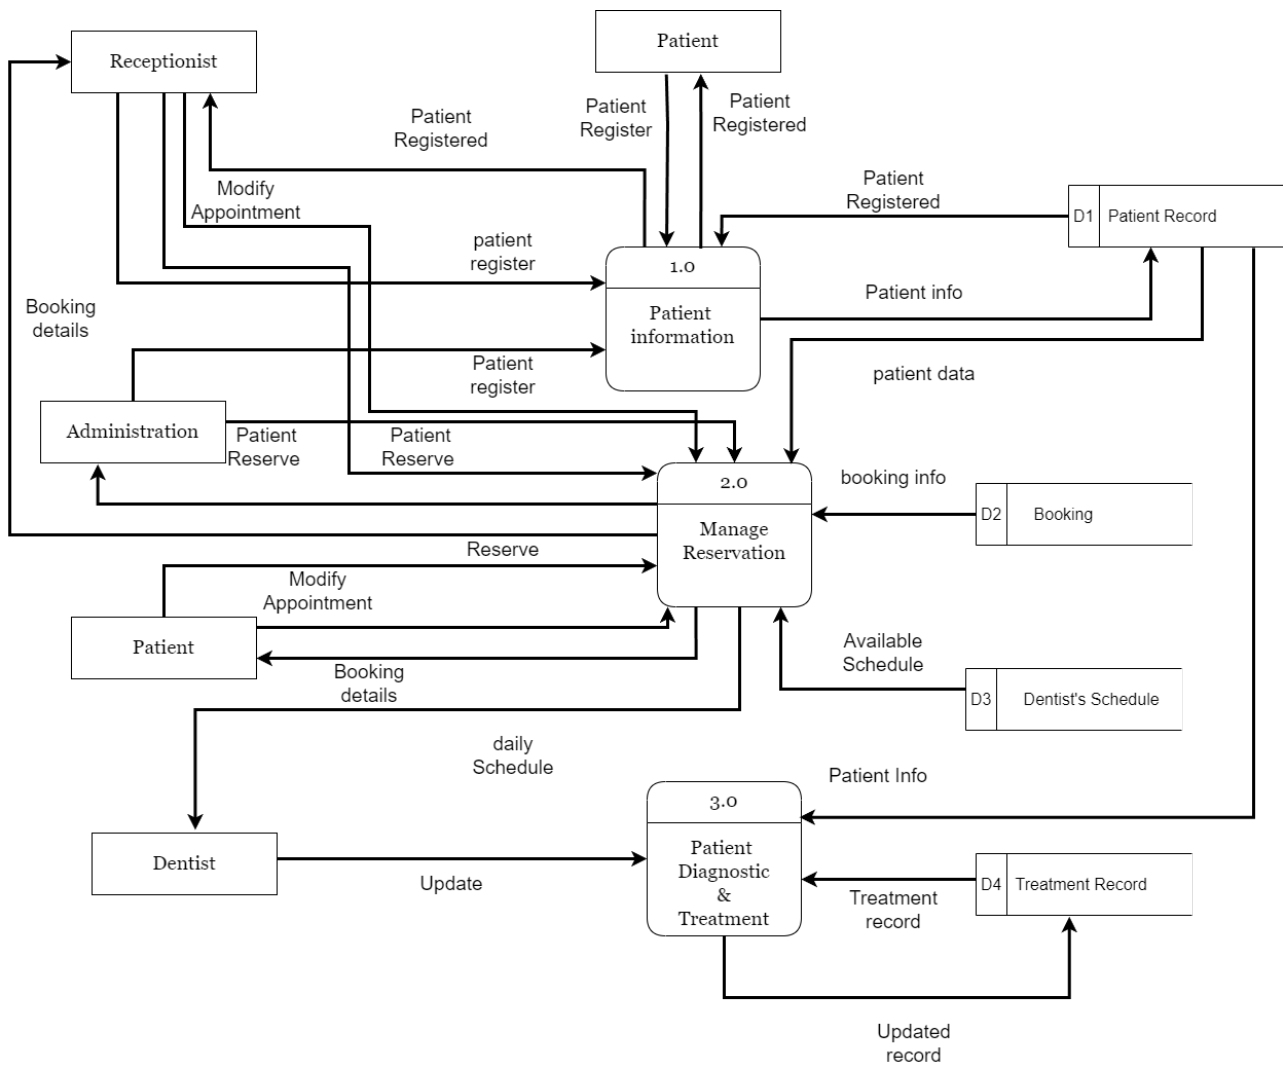 Receptionist
Patient
Patient
Registered
Patient
Register
Patient
Registered
Modify
Appointment
Patient
Registered
D1
Patient Record
patient
register
1.0
Patient
information
Patient info
Booking
details
Patient
register
patient data
Administration
Patient
Reserve
Patient
Reserve
2.0
Manage
Reservation
booking info
D2
Booking
Reserve
Modify
Appointment
Patient
Booking
details
Available
Schedule
D3
Dentist's Schedule
daily
Schedule
Patient Info
3.0
Patient
Diagnostic
&
Treatment
Dentist
Update
D4
Treatment Record
Treatment
record
Updated
record